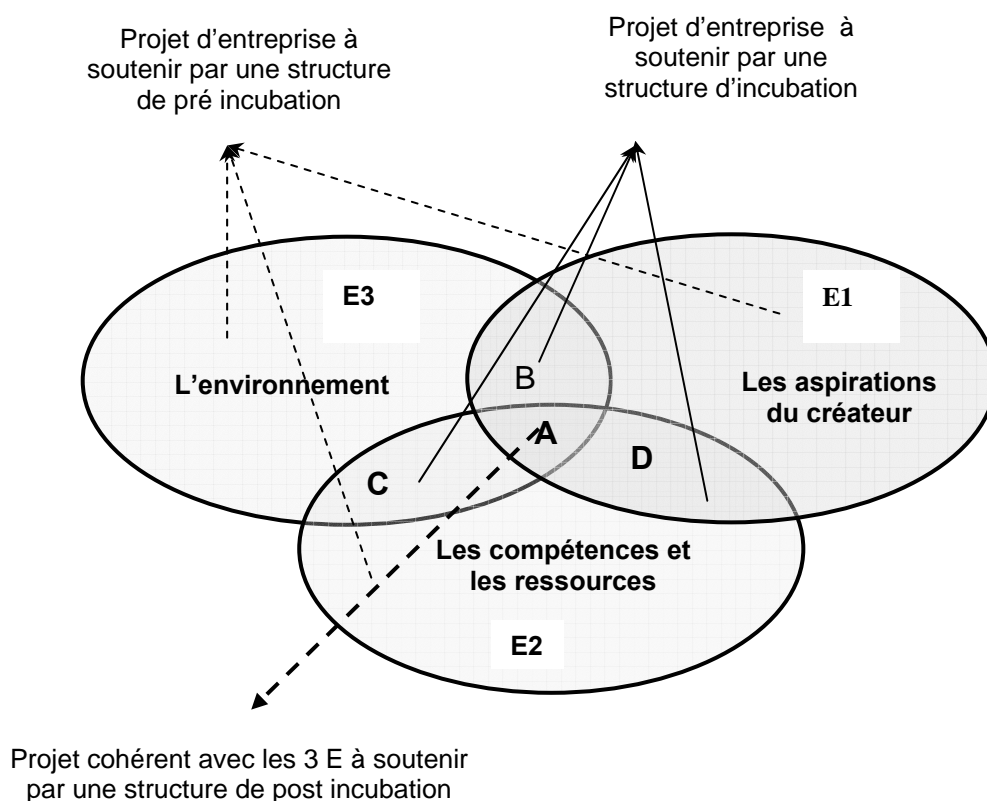 Projet d'entreprise à
soutenir par une structure
de pré incubation
Projet d'entreprise à
soutenir par une
structure d'incubation
E3
E1
L'environnement
B
Les aspirations
du créateur
A
D
C
Les compétences et
les ressources
E2
Projet cohérent avec les 3 E à soutenir
par une structure de post incubation